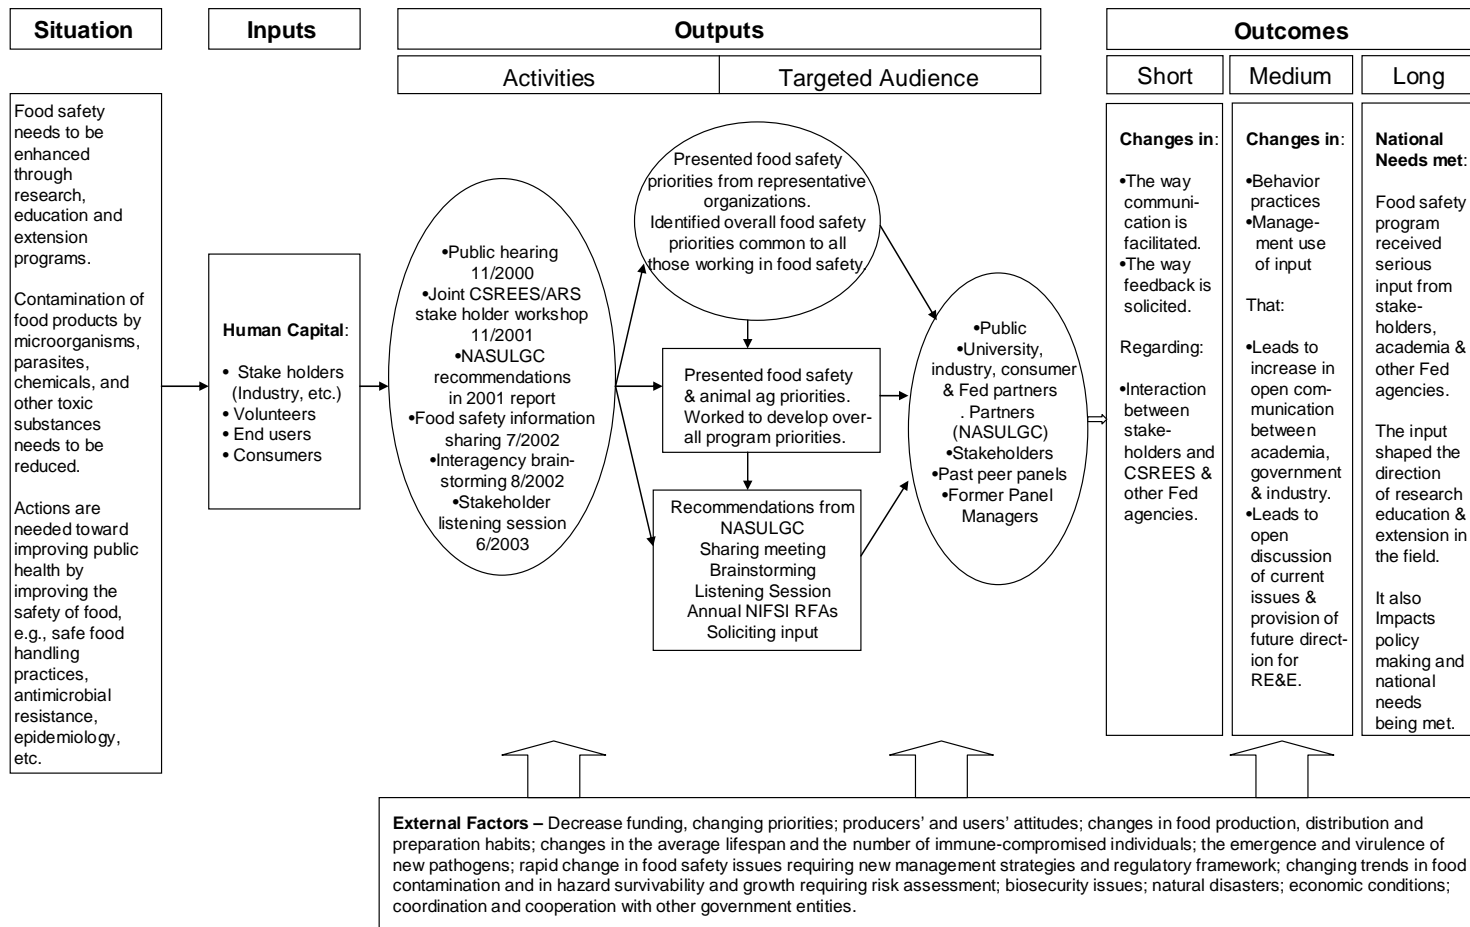 Situation
Inputs
Outputs
Outcomes
Activities
Targeted Audience
Short
Medium
Long
Food safety
needs to be
enhanced
through
research,
education and
extension
programs.
Contamination of
food products by
microorganisms,
parasites,
chemicals, and
other toxic
substances
needs to be
reduced.
Actions are
needed toward
improving public
health by
improving the
safety of food,
e.g., safe food
handling
practices,
antimicrobial
resistance,
epidemiology,
etc.
Human Capital:
• Stake holders
(Industry, etc.)
• Volunteers
• End users
• Consumers
•Public hearing
11/2000
•Joint CSREES/ARS
stake holder workshop
11/2001
•NASULGC
recommendations
in 2001 report
•Food safety information
sharing 7/2002
•Interagency brain-
storming 8/2002
•Stakeholder
listening session
6/2003
Presented food safety
priorities from representative
organizations.
Identified overall food safety
priorities common to all
those working in food safety.
Presented food safety
& animal ag priorities.
Worked to develop over-
all program priorities.
Recommendations from
NASULGC
Sharing meeting
Brainstorming
Listening Session
Annual NIFSI RFAs
Soliciting input
•Public
•University,
industry, consumer
& Fed partners
. Partners
(NASULGC)
•Stakeholders
•Past peer panels
•Former Panel
Managers
Changes in:
•The way
communi-
cation is
facilitated.
•The way
feedback is
solicited.
Regarding:
•Interaction
between
stake-
holders and
CSREES &
other Fed
agencies.
Changes in:
•Behavior
practices
•Manage-
ment use
of input
That:
•Leads to
increase in
open com-
munication
between
academia,
government
& industry.
•Leads to
open
discussion
of current
issues &
provision of
future direct-
ion for
RE&E.
National
Needs met:
Food safety
program
received
serious
input from
stake-
holders,
academia &
other Fed
agencies.
The input
shaped the
direction
of research
education &
extension in
the field.
It also
Impacts
policy
making and
national
needs
being met.
External Factors – Decrease funding, changing priorities; producers’ and users’ attitudes; changes in food production, distribution and
preparation habits; changes in the average lifespan and the number of immune-compromised individuals; the emergence and virulence of
new pathogens; rapid change in food safety issues requiring new management strategies and regulatory framework; changing trends in food
contamination and in hazard survivability and growth requiring risk assessment; biosecurity issues; natural disasters; economic conditions;
coordination and cooperation with other government entities.